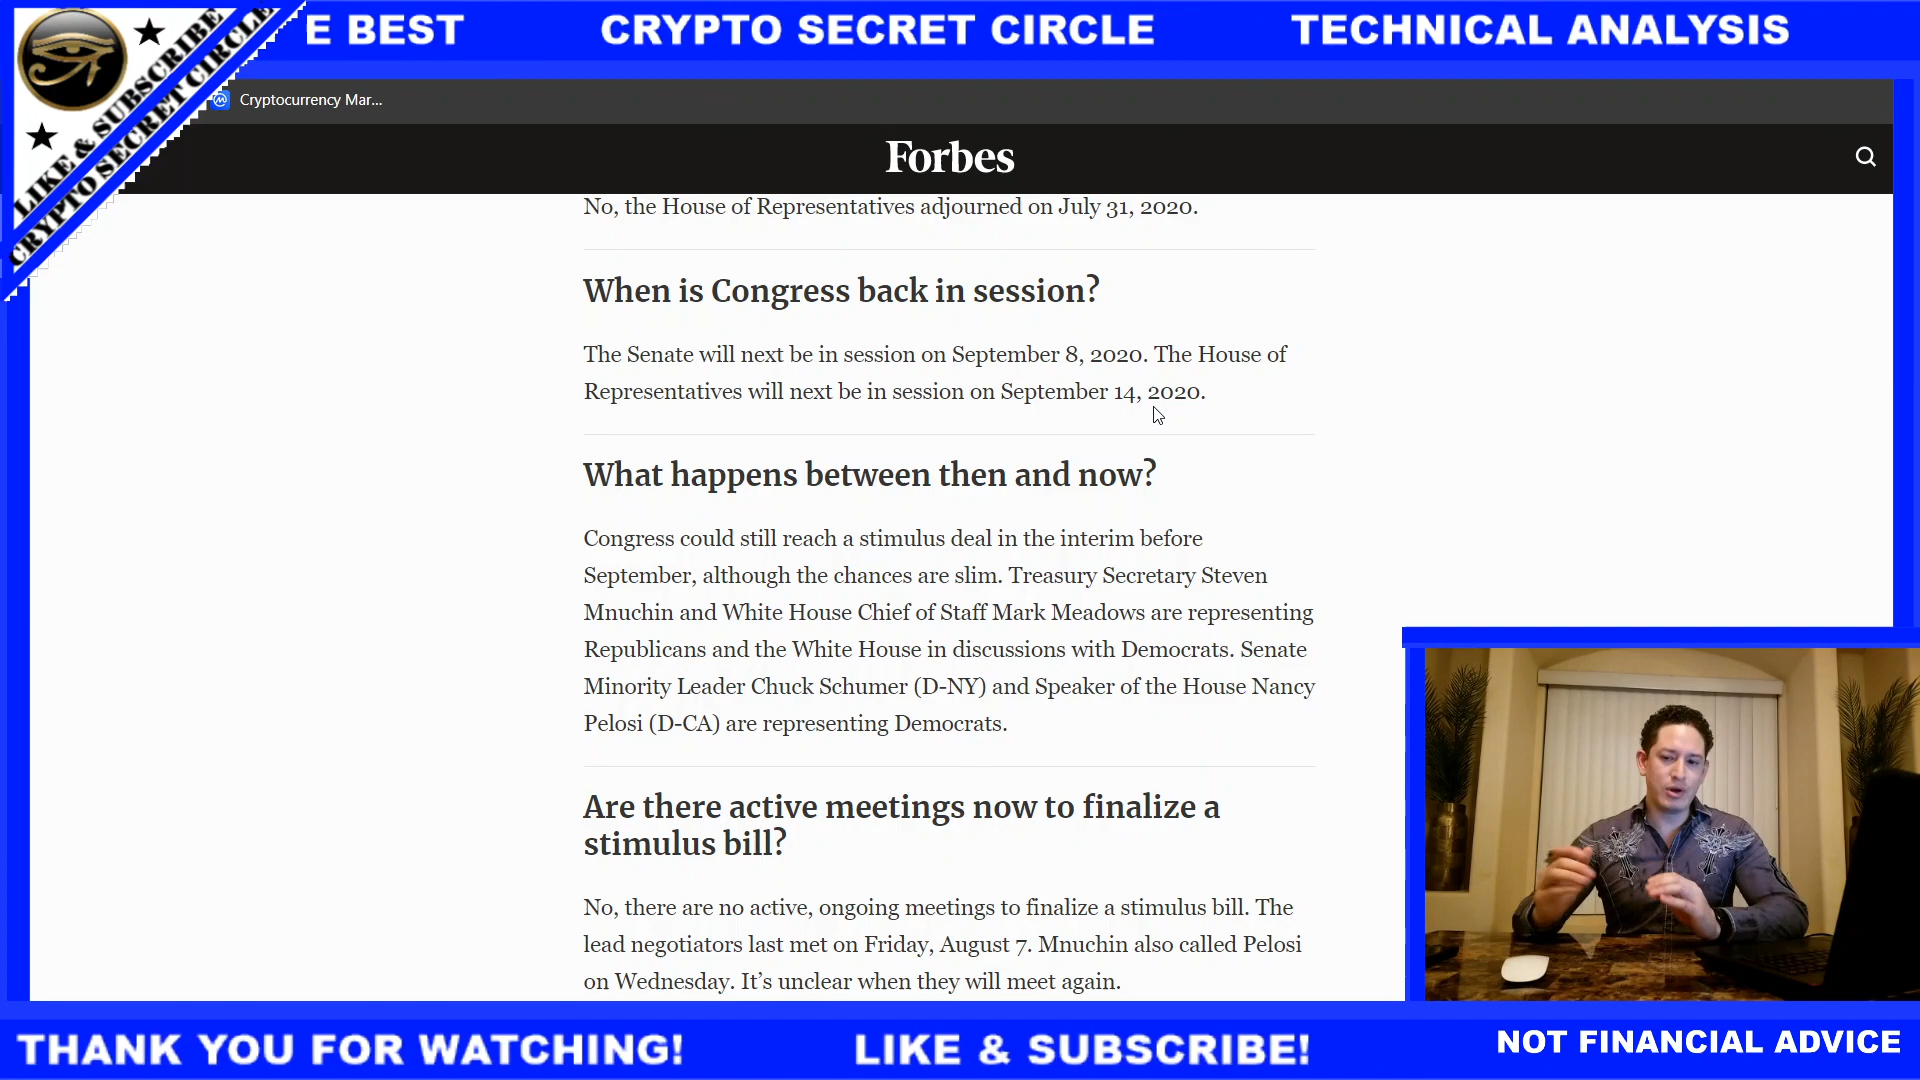 E BEST
CRYPTO SECRET CIRCLE
TECHNICAL ANALYSIS
LIKE & SUBSCRIBE
CRYPTO SECRET CIRCLE
Cryptocurrency Mar...
Forbes
No, the House of Representatives adjourned on July 31, 2020.
When is Congress back in session?
The Senate will next be in session on September 8, 2020. The House of
Representatives will next be in session on September 14, 2020.
What happens between then and now?
Congress could still reach a stimulus deal in the interim before
September, although the chances are slim. Treasury Secretary Steven
Mnuchin and White House Chief of Staff Mark Meadows are representing
Republicans and the White House in discussions with Democrats. Senate
Minority Leader Chuck Schumer (D-NY) and Speaker of the House Nancy
Pelosi (D-CA) are representing Democrats.
Are there active meetings now to finalize a
stimulus bill?
No, there are no active, ongoing meetings to finalize a stimulus bill. The
lead negotiators last met on Friday, August 7. Mnuchin also called Pelosi
on Wednesday. It’s unclear when they will meet again.
THANK YOU FOR WATCHING!
LIKE & SUBSCRIBE!
NOT FINANCIAL ADVICE